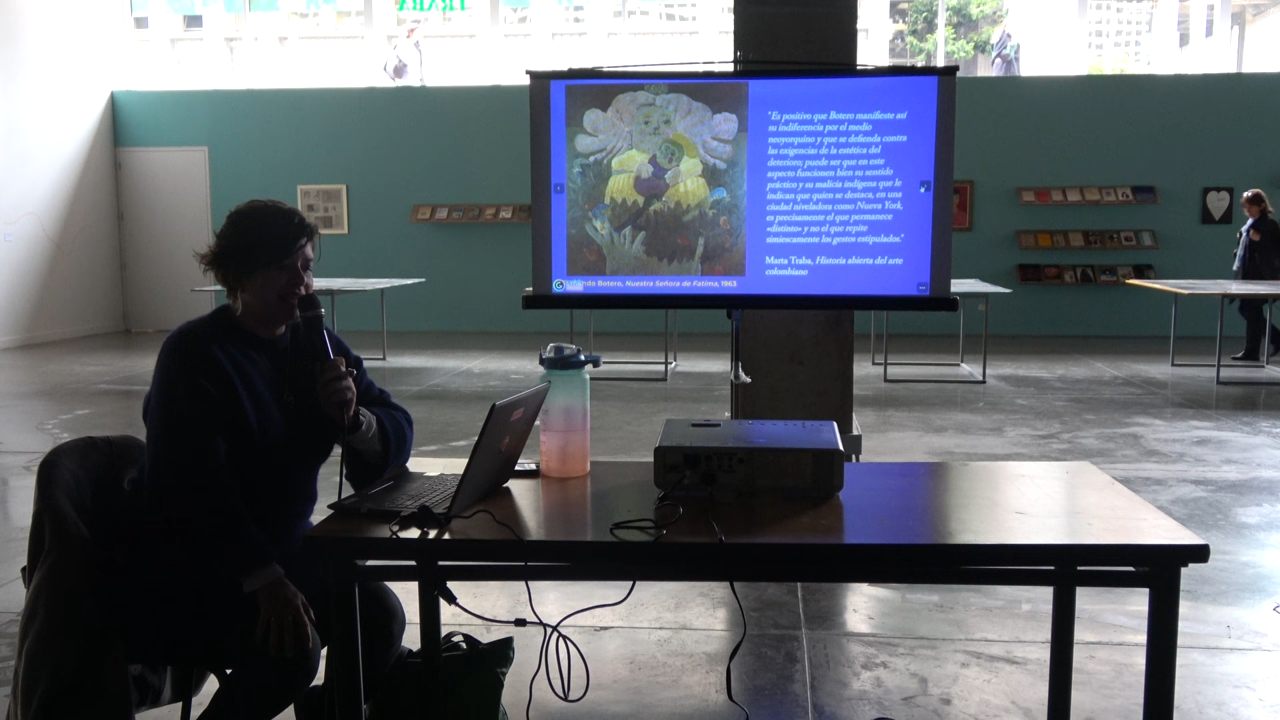 "Es positivo que Botero manifieste así
su indiferencia por el medio
neoyorquino y que se defienda contra
las exigencias de la estética del
deterioro; puede ser que en este
aspecto funcionen bien su sentido
práctico y su malicia indígena que le
indican que quien se destaca, en una
ciudad niveladora como Nueva York,
es precisamente el que permanece
«distinto» y no el que repite
simiescamente los gestos estipulados."
Marta Traba, Historia abierta del arte
colombiano
Botero, Nuestra Señora de Fatima, 1963